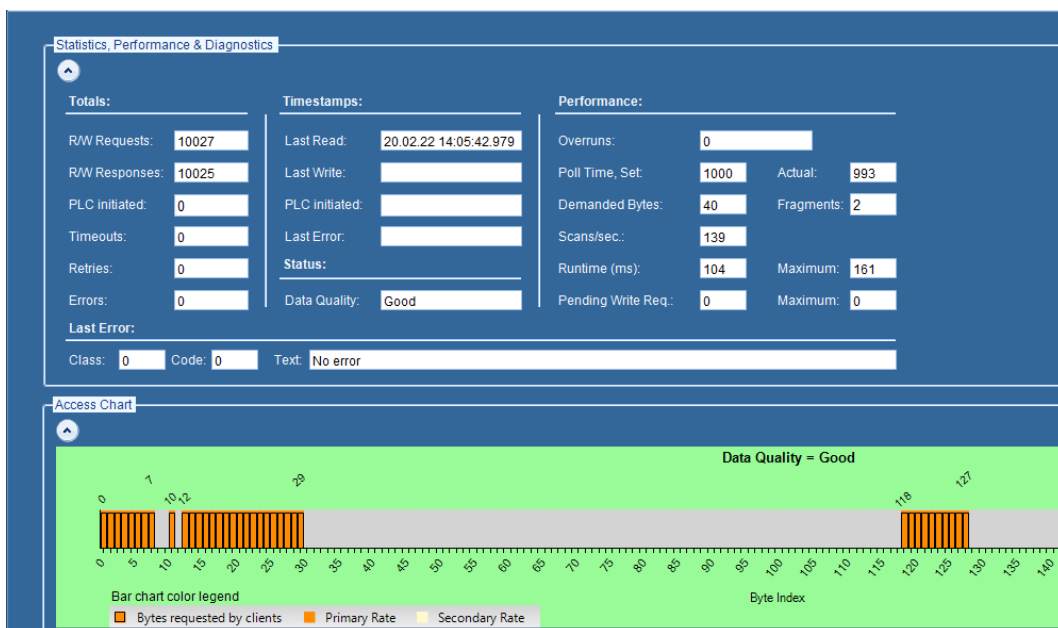 Statistics, Performance & Diagnostics
Totals: Timestamps: Performance:
R/W Requests: 10027 Last Read: 20.02.22 14:05:42.979 Overruns: 0
R/W Responses: 10025 Last Write: Poll Time, Set: 1000 Actual: 993
PLC initiated: 0 PLC initiated: Demanded Bytes: 40 Fragments: 2
Timeouts: 0 Last Error: Scans/sec.: 139
Retries: 0 Status: Runtime (ms): 104 Maximum: 161
Errors: 0 Data Quality: Good Pending Write Req.: 0 Maximum: 0
Last Error:
Class: 0 Code: 0 Text: No error
Access Chart
Data Quality = Good
0 7 10 12 29 118 127
0 5 10 15 20 25 30 35 40 45 50 55 60 65 70 75 80 85 90 95 100 105 110 115 120 125 130 135 140
Bar chart color legend Byte Index
Bytes requested by clients Primary Rate Secondary Rate